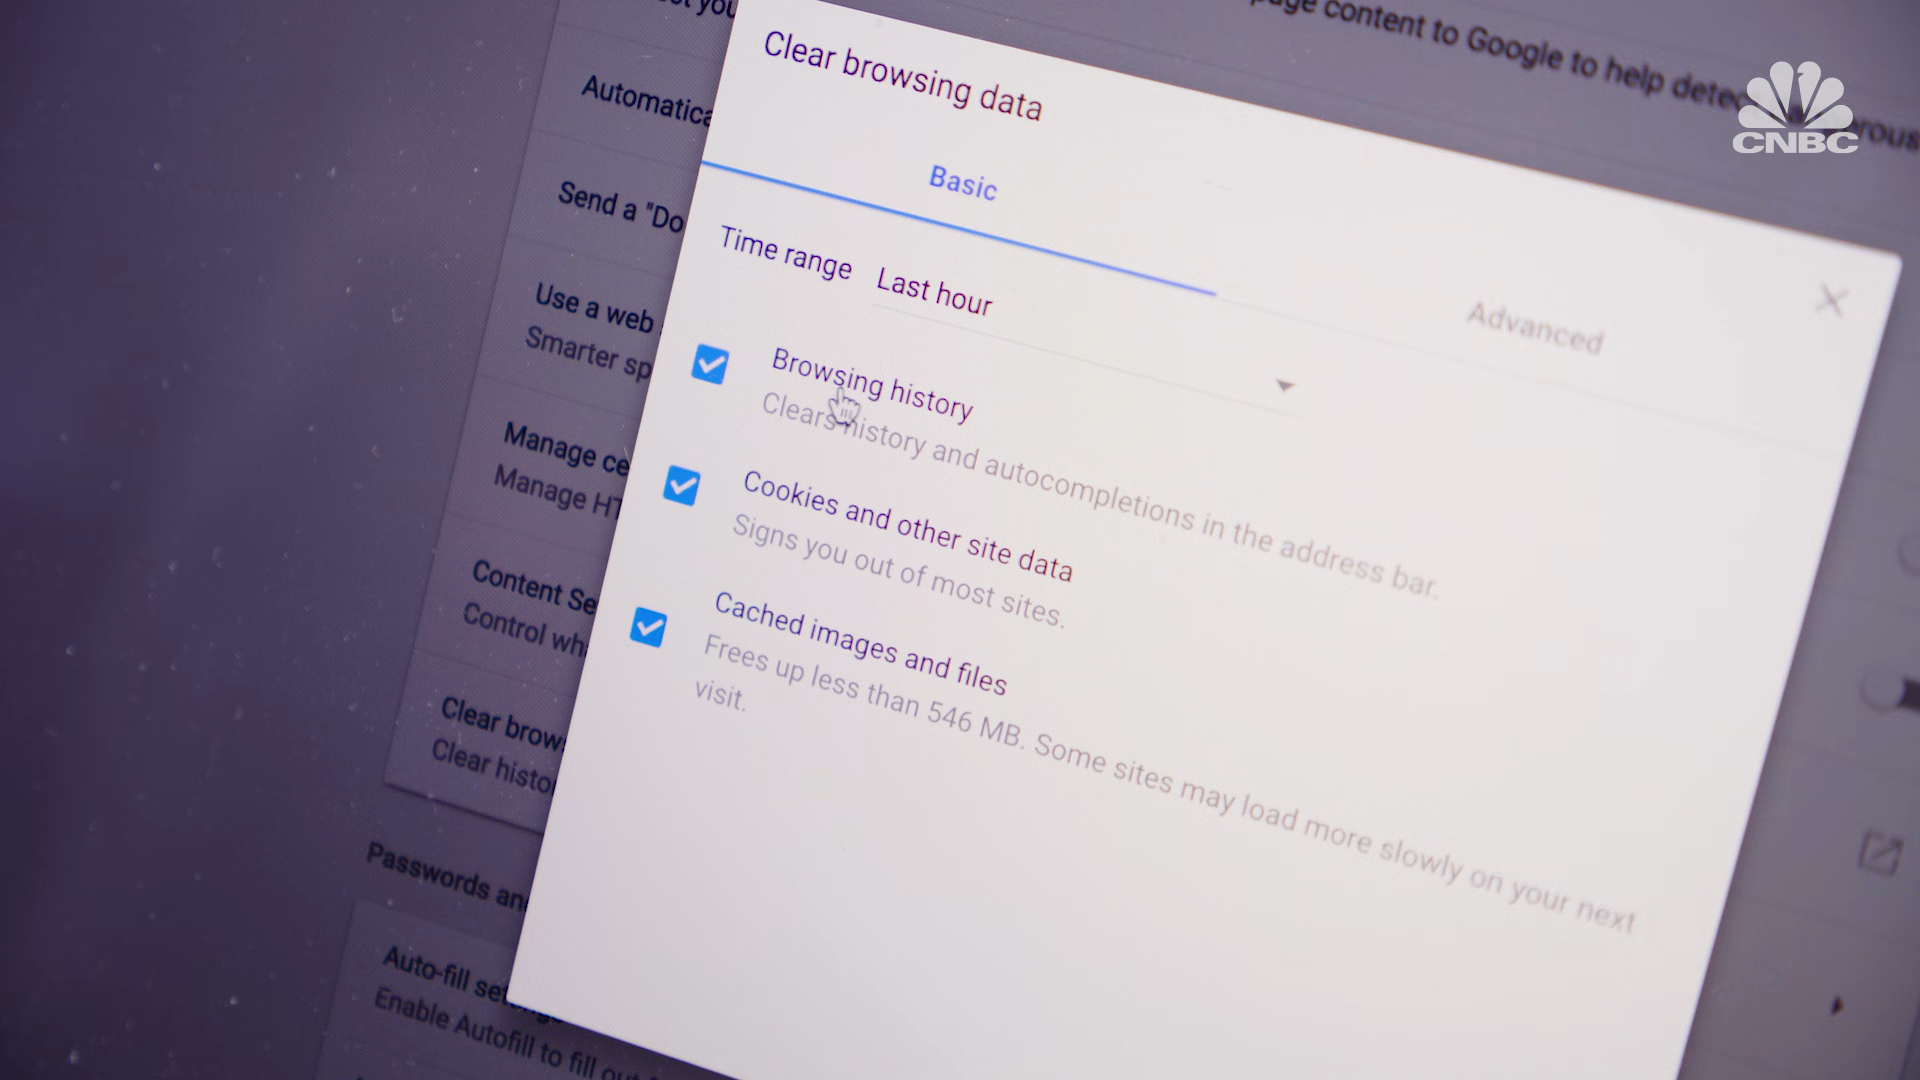 page content to Google to help detect dangerous
Automatica
Send a "Do
Use a web
Smarter sp
Manage ce
Manage HT
Content Se
Control wh
Clear brow
Clear histo
Passwords an
Auto-fill set
Enable Autofill to fill out
Clear browsing data
Basic
Advanced
Time range Last hour
Browsing history
Clears history and autocompletions in the address bar.
Cookies and other site data
Signs you out of most sites.
Cached images and files
Frees up less than 546 MB. Some sites may load more slowly on your next
visit.
CNBC